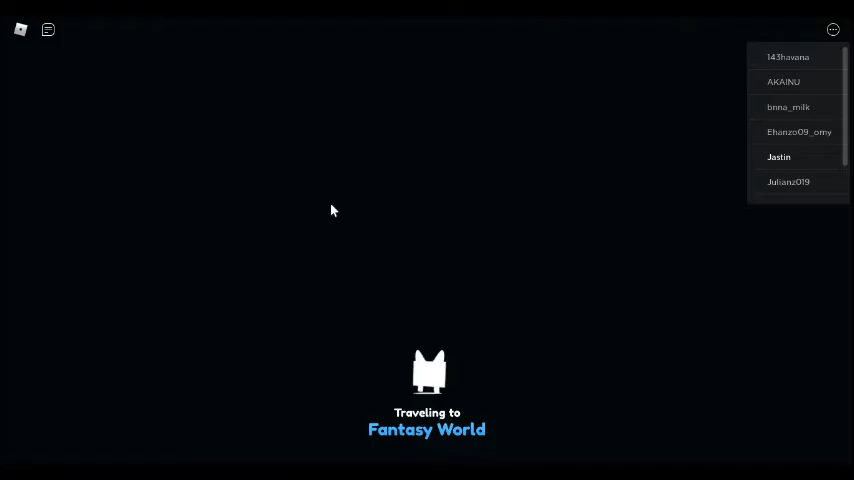 143havana
AKAINU
bnna_milk
Ehanzo09_omy
Jastin
Julianz019
Traveling to
Fantasy World